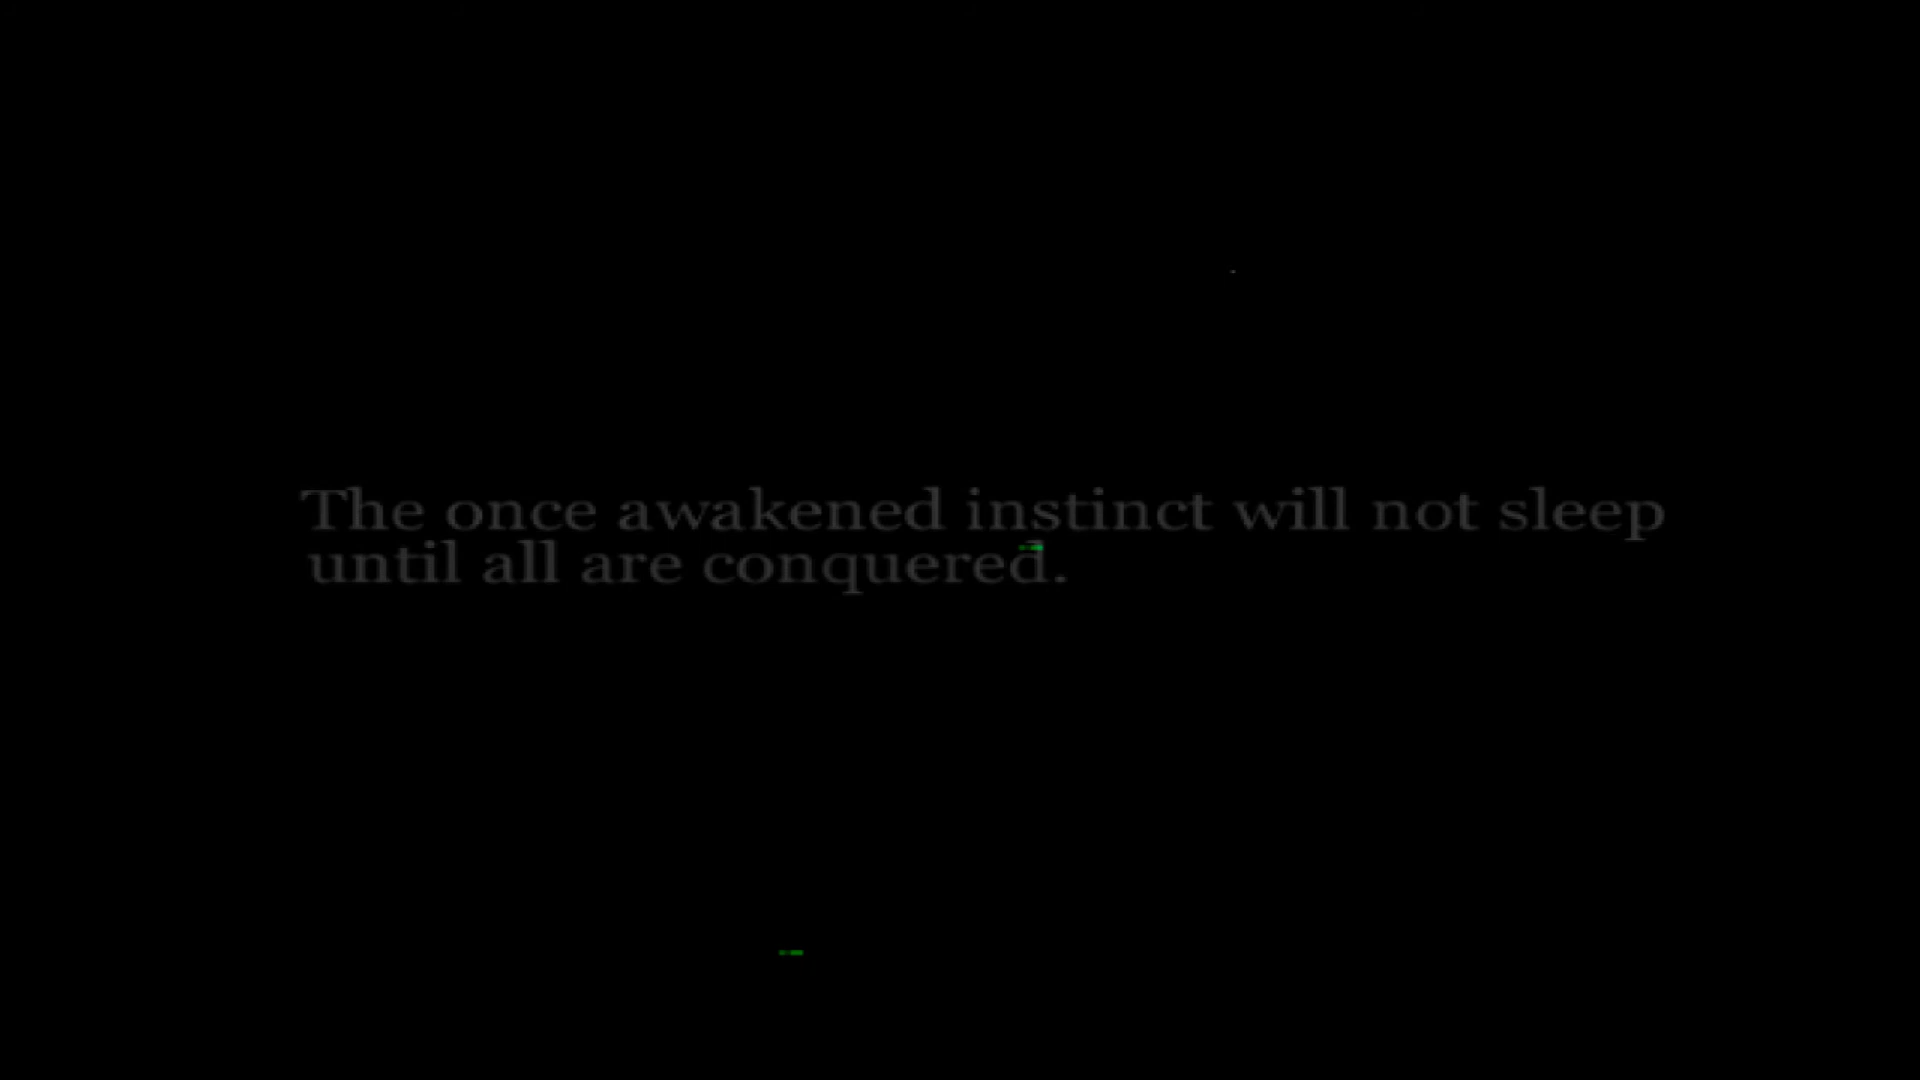 The once awakened instinct will not sleep
until all are conquered.